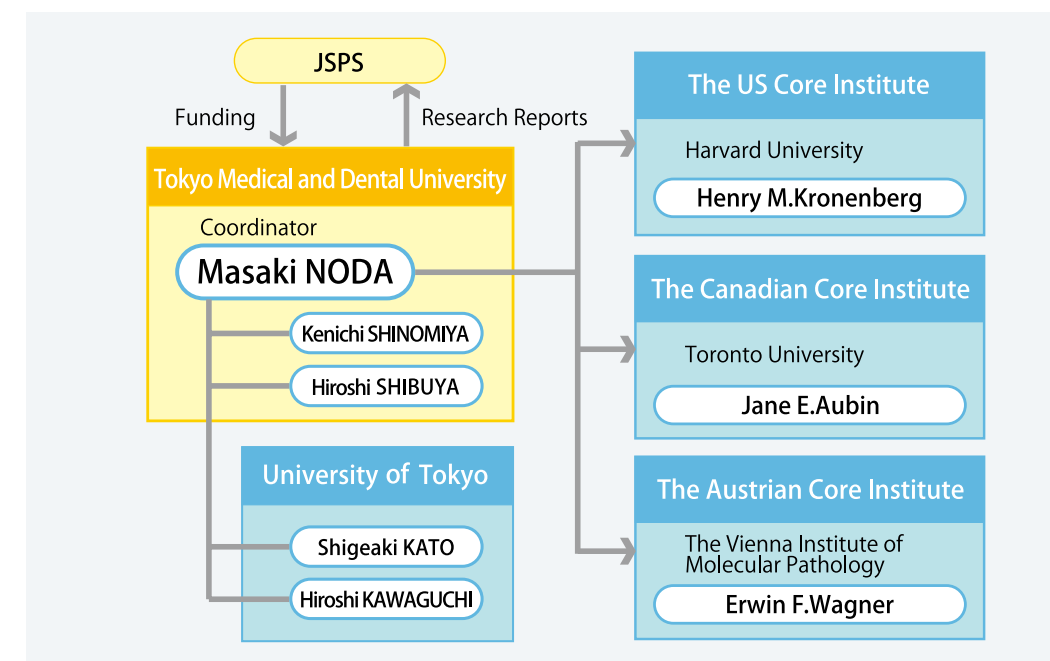 JSPS
Funding
Research Reports
Tokyo Medical and Dental University
Coordinator
Masaki NODA
Kenichi SHINOMIYA
Hiroshi SHIBUYA
University of Tokyo
Shigeaki KATO
Hiroshi KAWAGUCHI
The US Core Institute
Harvard University
Henry M.Kronenberg
The Canadian Core Institute
Toronto University
Jane E.Aubin
The Austrian Core Institute
The Vienna Institute of
Molecular Pathology
Erwin F.Wagner